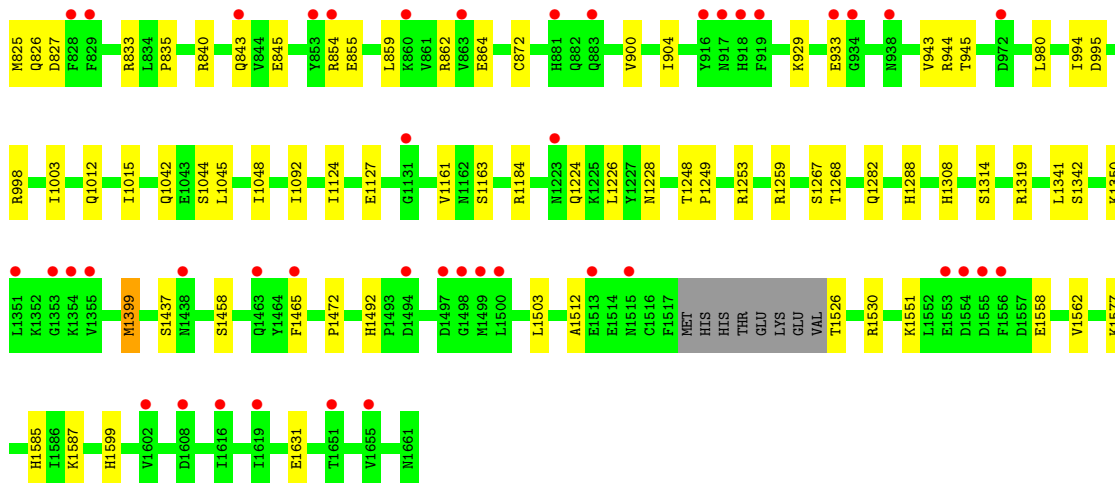 M825 Q826 D827 F828 F829 R833 L834 P835 R840 Q843 V844 E845 Y853 R854 E855 L859 K860 V861 R862 V863 E864 C872 H881 Q882 Q883 V900 I904 Y916 N917 H918 F919 K929 E933 G934 N938 V943 R944 T945 D972 L980 I994 D995
R998 I1003 Q1012 I1015 Q1042 E1043 S1044 L1045 I1048 I1092 I1124 E1127 G1131 V1161 N1162 S1163 R1184 N1223 Q1224 K1225 L1226 Y1227 N1228 T1248 P1249 R1253 R1259 S1267 T1268 Q1282 H1288 H1308 S1314 R1319 L1341 S1342 K1350
L1351 K1352 G1353 K1354 V1355 M1399 S1437 N1438 S1458 Q1463 Y1464 F1465 P1472 H1492 P1493 D1494 D1497 G1498 M1499 L1500 L1503 A1512 E1513 E1514 N1515 C1516 F1517 MET HIS HIS THR GLU LYS GLU VAL T1526 R1530 K1551 L1552 E1553 D1554 D1555 F1556 D1557 E1558 V1562 K1577
H1585 I1586 K1587 H1599 V1602 D1608 I1616 I1619 E1631 T1651 V1655 N1661